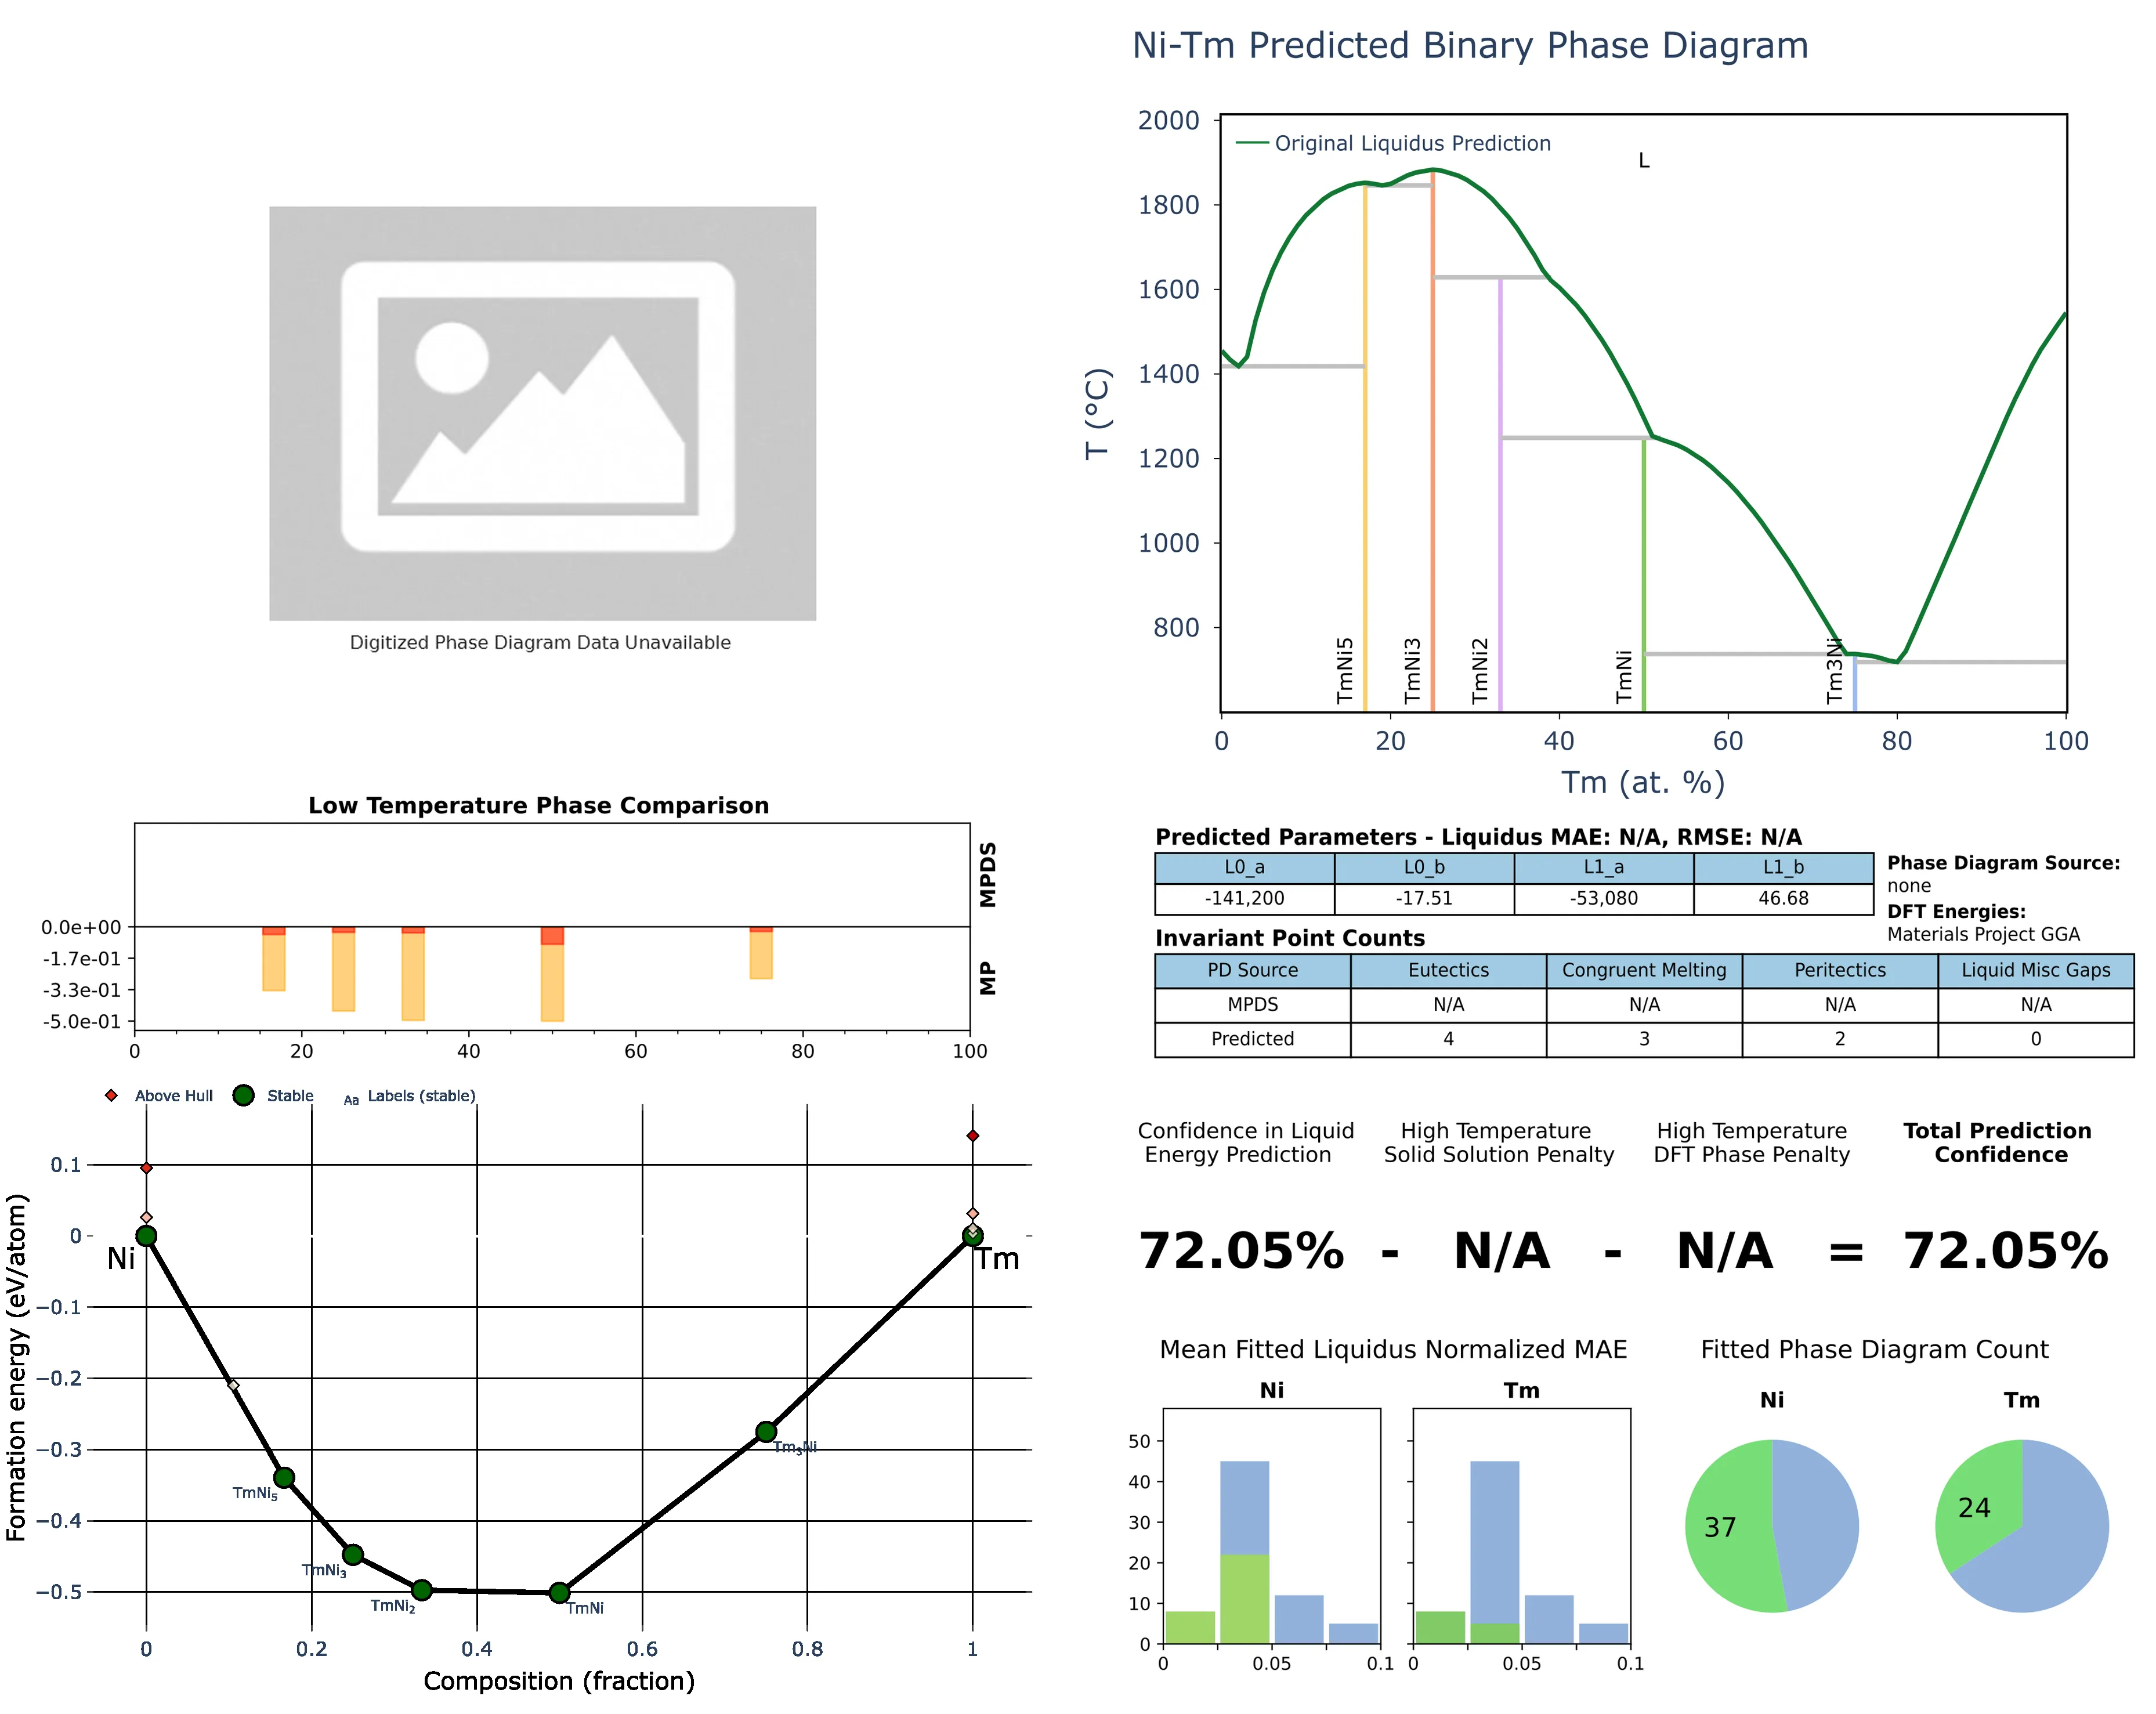 Ni-Tm Predicted Binary Phase Diagram
2000
1800
1600
1400
1200
1000
800
T (°C)
Original Liquidus Prediction
L
TmNi5
TmNi3
TmNi2
TmNi
Tm3Ni
0 20 40 60 80 100
Tm (at. %)
Digitized Phase Diagram Data Unavailable
Low Temperature Phase Comparison
MPDS
MP
0.0e+00
-1.7e-01
-3.3e-01
-5.0e-01
0 20 40 60 80 100
Predicted Parameters - Liquidus MAE: N/A, RMSE: N/A
L0_a L0_b L1_a L1_b
-141,200 -17.51 -53,080 46.68
Phase Diagram Source:
none
DFT Energies:
Materials Project GGA
Invariant Point Counts
PD Source Eutectics Congruent Melting Peritectics Liquid Misc Gaps
MPDS N/A N/A N/A N/A
Predicted 4 3 2 0
Above Hull Stable Aa Labels (stable)
0.1
0
−0.1
−0.2
−0.3
−0.4
−0.5
Formation energy (eV/atom)
Ni
Tm
TmNi5
TmNi3
TmNi2
TmNi
Tm3Ni
0 0.2 0.4 0.6 0.8 1
Composition (fraction)
Confidence in Liquid
Energy Prediction
High Temperature
Solid Solution Penalty
High Temperature
DFT Phase Penalty
Total Prediction
Confidence
72.05% - N/A - N/A = 72.05%
Mean Fitted Liquidus Normalized MAE
Ni
Tm
50
40
30
20
10
0
0 0.05 0.1
0 0.05 0.1
Fitted Phase Diagram Count
Ni
Tm
37
24